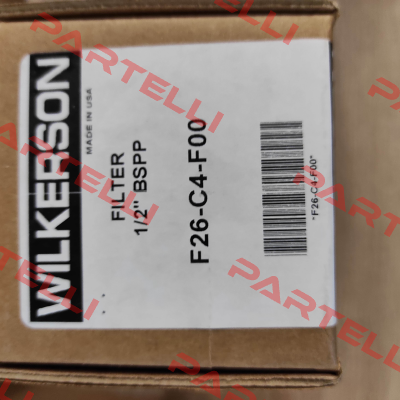 WILKERSON
MADE IN USA
FILTER
1/2" BSPP
F26-C4-F00
*F26-C4-F00*
PARTELLI
PARTELLI
PARTELLI
PARTELLI
PARTELLI